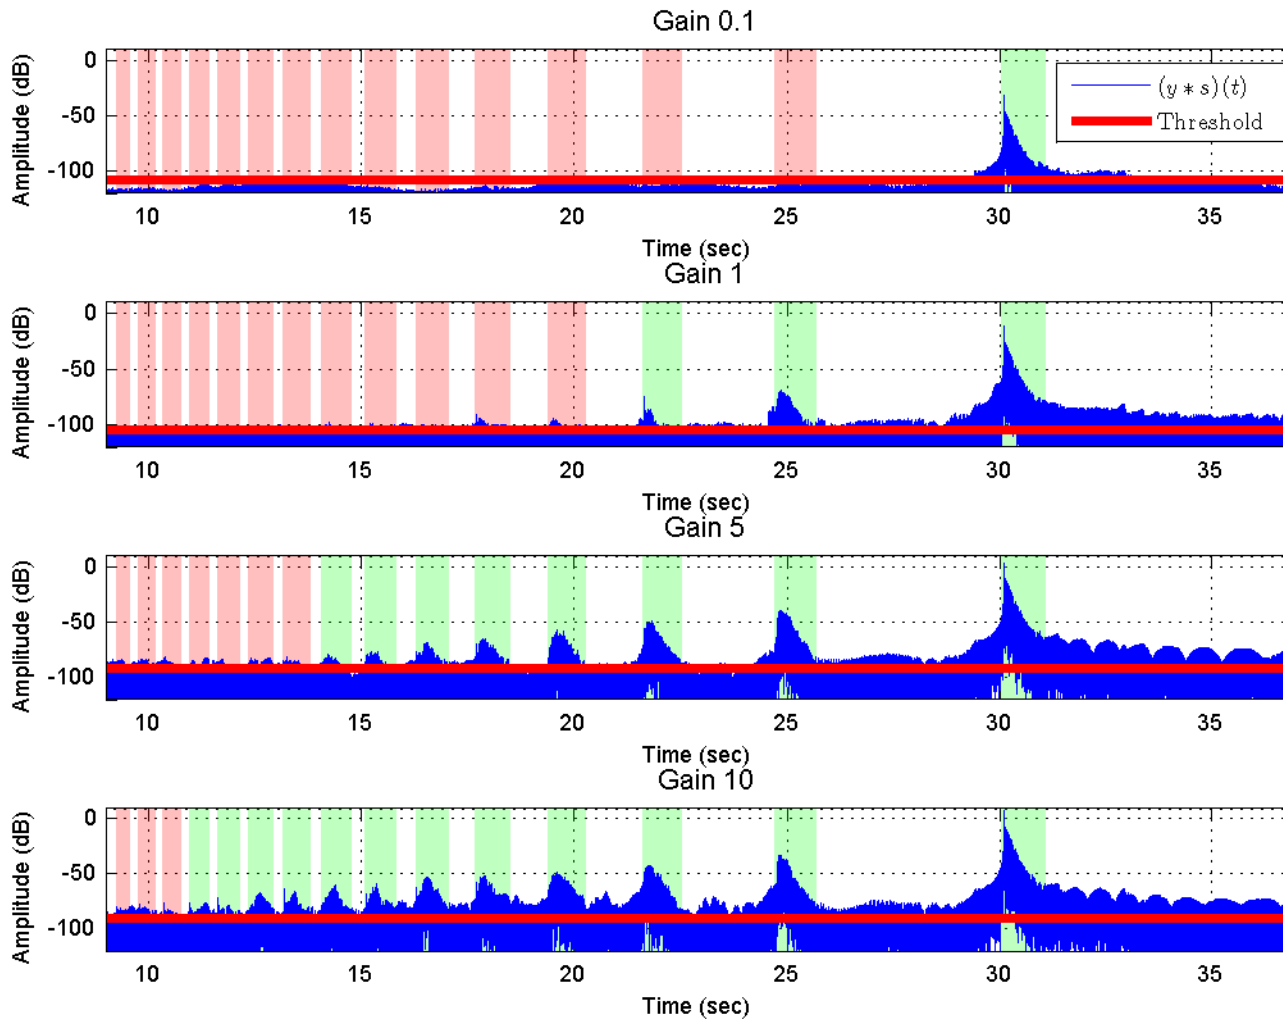 Gain 0.1
Amplitude (dB)
0
-50
-100
(y * s)(t)
Threshold
10 15 20 25 30 35
Time (sec)
Gain 1
Amplitude (dB)
0
-50
-100
10 15 20 25 30 35
Time (sec)
Gain 5
Amplitude (dB)
0
-50
-100
10 15 20 25 30 35
Time (sec)
Gain 10
Amplitude (dB)
0
-50
-100
10 15 20 25 30 35
Time (sec)